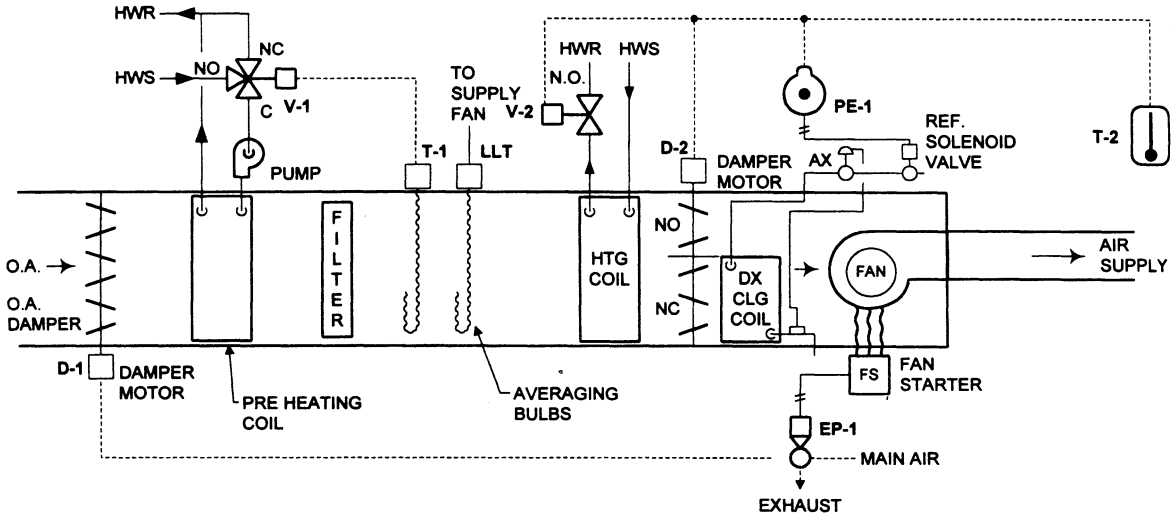 HWR
NC
HWS
NO
C
V-1
PUMP
TO
SUPPLY
FAN
T-1
LLT
HWR
HWS
N.O.
V-2
D-2
DAMPER
MOTOR
PE-1
AX
REF.
SOLENOID
VALVE
T-2
O.A.
O.A.
DAMPER
FILTER
HTG
COIL
NO
NC
DX
CLG
COIL
FAN
AIR
SUPPLY
D-1
DAMPER
MOTOR
PRE HEATING
COIL
AVERAGING
BULBS
FS
FAN
STARTER
EP-1
MAIN AIR
EXHAUST